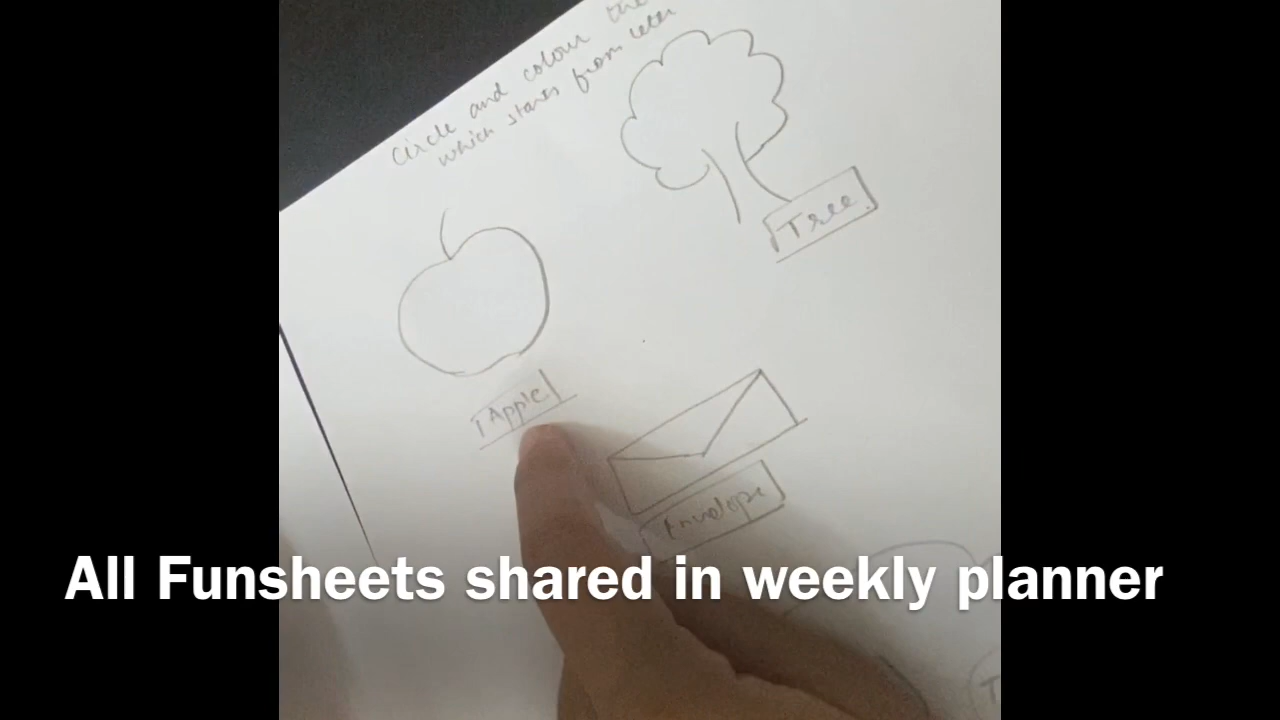 Circle and colour the
which starts from letter
Tree
Apple
Envelope
T
All Funsheets shared in weekly planner